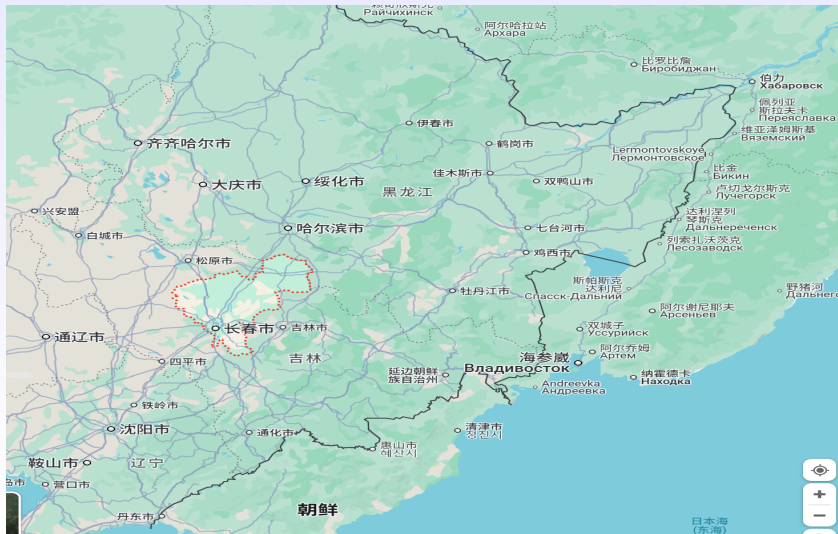 Райчихинск
阿尔哈拉站
Архара
比罗比詹
Биробиджан
伯力
Хабаровск
佩列亚
斯拉夫卡
Переяславка
维亚泽姆斯基
Вяземский
伊春市
鹤岗市
齐齐哈尔市
Lermontovskoye
Лермонтовское
比金
Бикин
佳木斯市
双鸭山市
大庆市
绥化市
黑龙江
卢切戈尔斯克
Лучегорск
兴安盟
达利涅列
琴斯克
Дальнереченск
白城市
哈尔滨市
七台河市
列索扎沃茨克
Лесозаводск
鸡西市
松原市
斯帕斯克
达利尼
Спасск-Дальний
牡丹江市
野猪河
Дальнего
阿尔谢尼耶夫
Арсеньев
长春市
吉林市
双城子
Уссурийск
通辽市
吉林
阿尔乔姆
Артем
四平市
海参崴
Владивосток
延边朝鲜
族自治州
纳霍德卡
Находка
Andreevka
Андреевка
铁岭市
沈阳市
通化市
清津市
청진시
惠山市
혜산시
鞍山市
辽宁
岛市
营口市
朝鲜
丹东市
日本海
(东海)